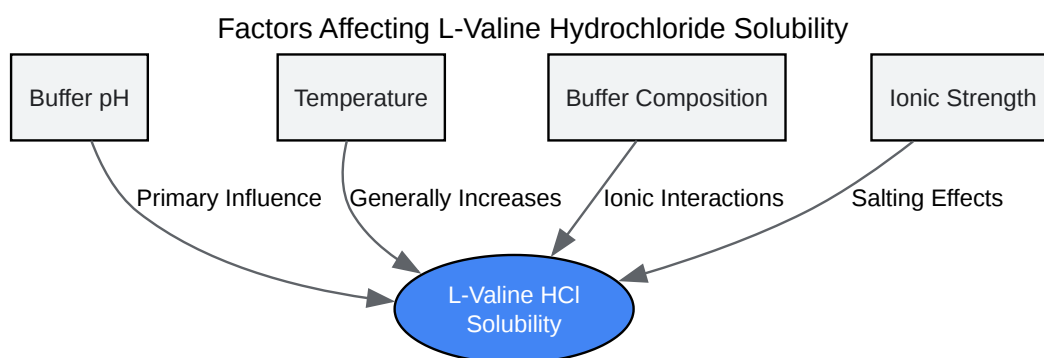 Factors Affecting L-Valine Hydrochloride Solubility
Buffer pH
Temperature
Buffer Composition
Ionic Strength
Primary Influence
Generally Increases
Ionic Interactions
Salting Effects
L-Valine HCl
Solubility